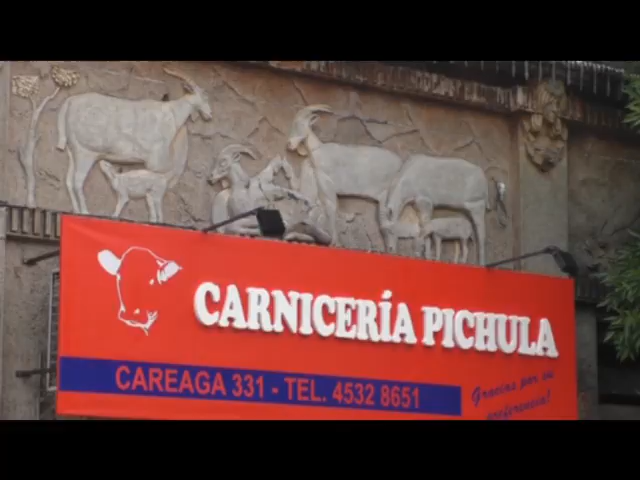 CARNICERÍA PICHULA
CAREAGA 331 - TEL. 4532 8651
Gracias por su
preferencia!